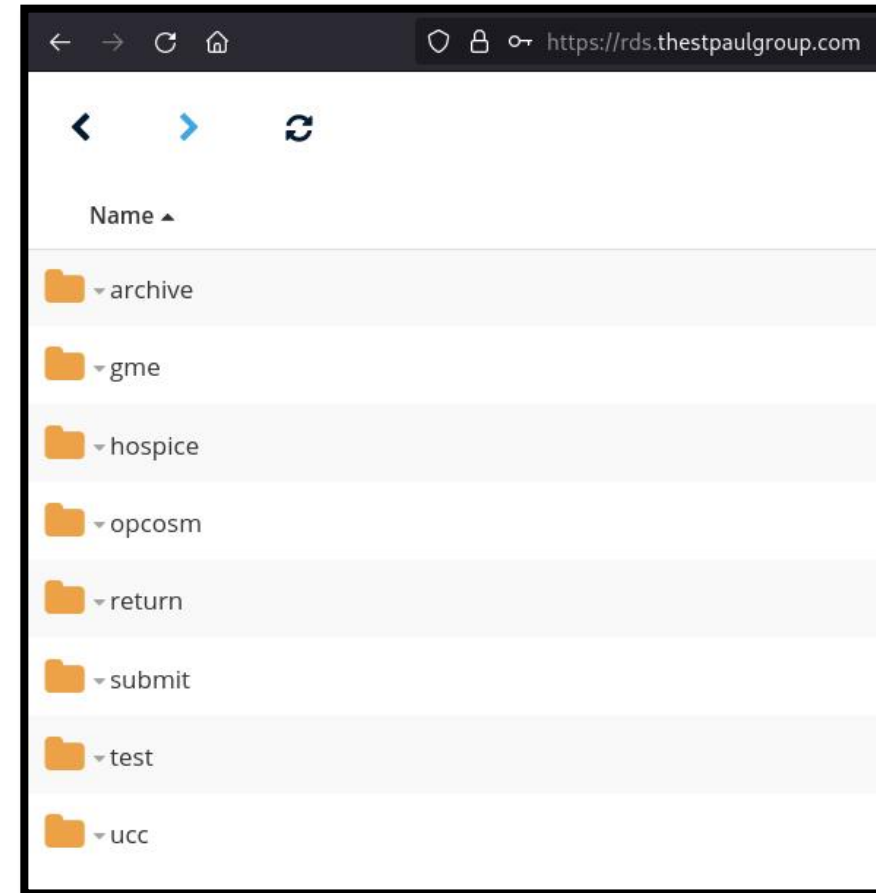 https://rds.thestpaulgroup.com
Name
archive
gme
hospice
opcosm
return
submit
test
ucc